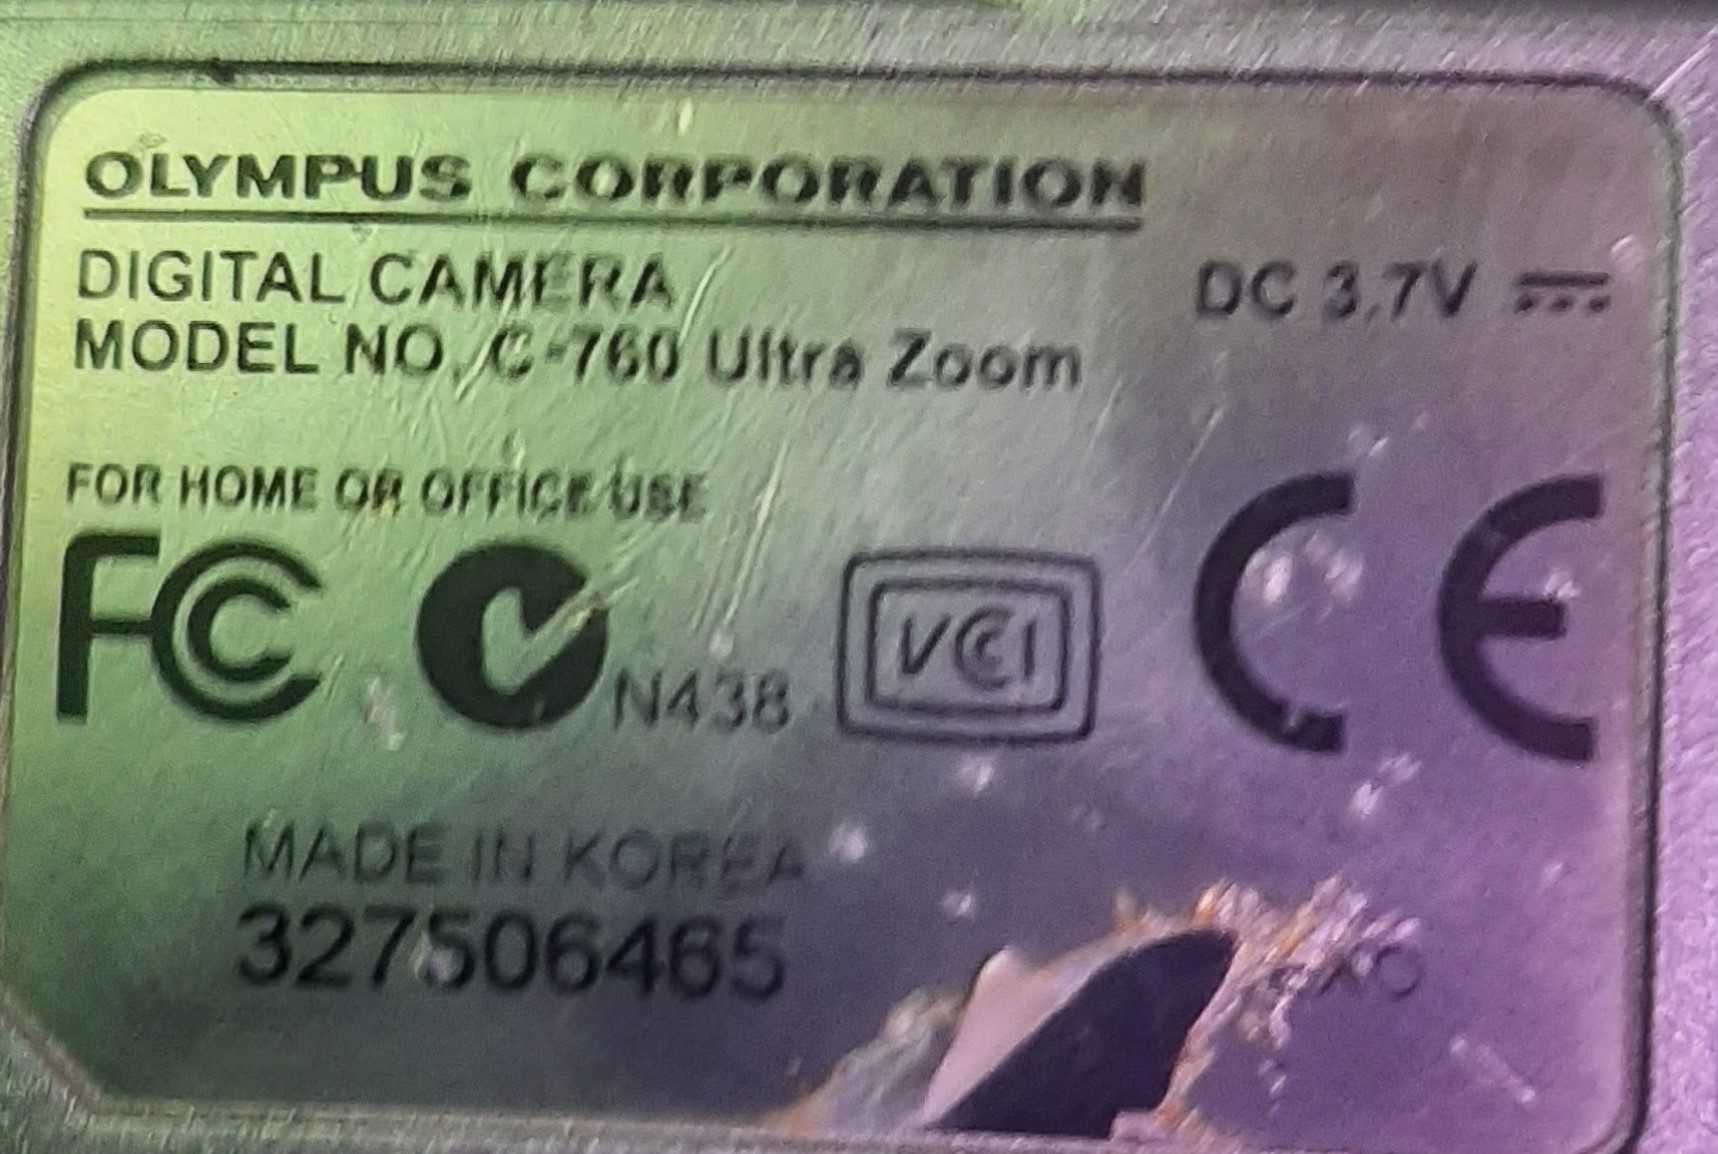 OLYMPUS CORPORATION
DIGITAL CAMERA
DC 3.7V
MODEL NO. C-760 Ultra Zoom
FOR HOME OR OFFICE USE
FC N438 VCCI CE
MADE IN KOREA
327506465